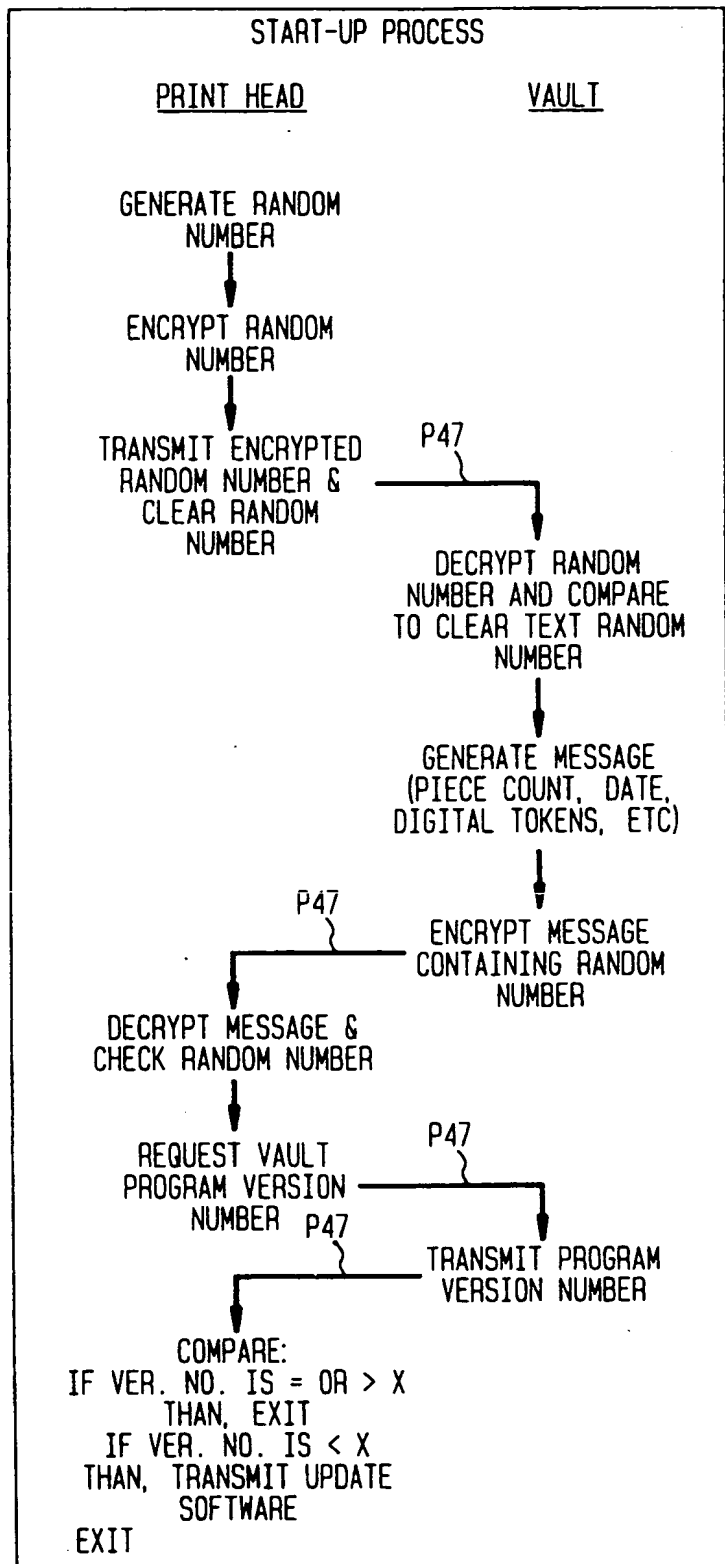 START-UP PROCESS
PRINT HEAD
VAULT
GENERATE RANDOM
NUMBER
ENCRYPT RANDOM
NUMBER
TRANSMIT ENCRYPTED
RANDOM NUMBER &
CLEAR RANDOM
NUMBER
P47
DECRYPT RANDOM
NUMBER AND COMPARE
TO CLEAR TEXT RANDOM
NUMBER
GENERATE MESSAGE
(PIECE COUNT, DATE,
DIGITAL TOKENS, ETC)
P47
ENCRYPT MESSAGE
CONTAINING RANDOM
NUMBER
DECRYPT MESSAGE &
CHECK RANDOM NUMBER
REQUEST VAULT
PROGRAM VERSION
NUMBER
P47
P47
TRANSMIT PROGRAM
VERSION NUMBER
COMPARE:
IF VER. NO. IS = OR > X
THAN, EXIT
IF VER. NO. IS < X
THAN, TRANSMIT UPDATE
SOFTWARE
EXIT